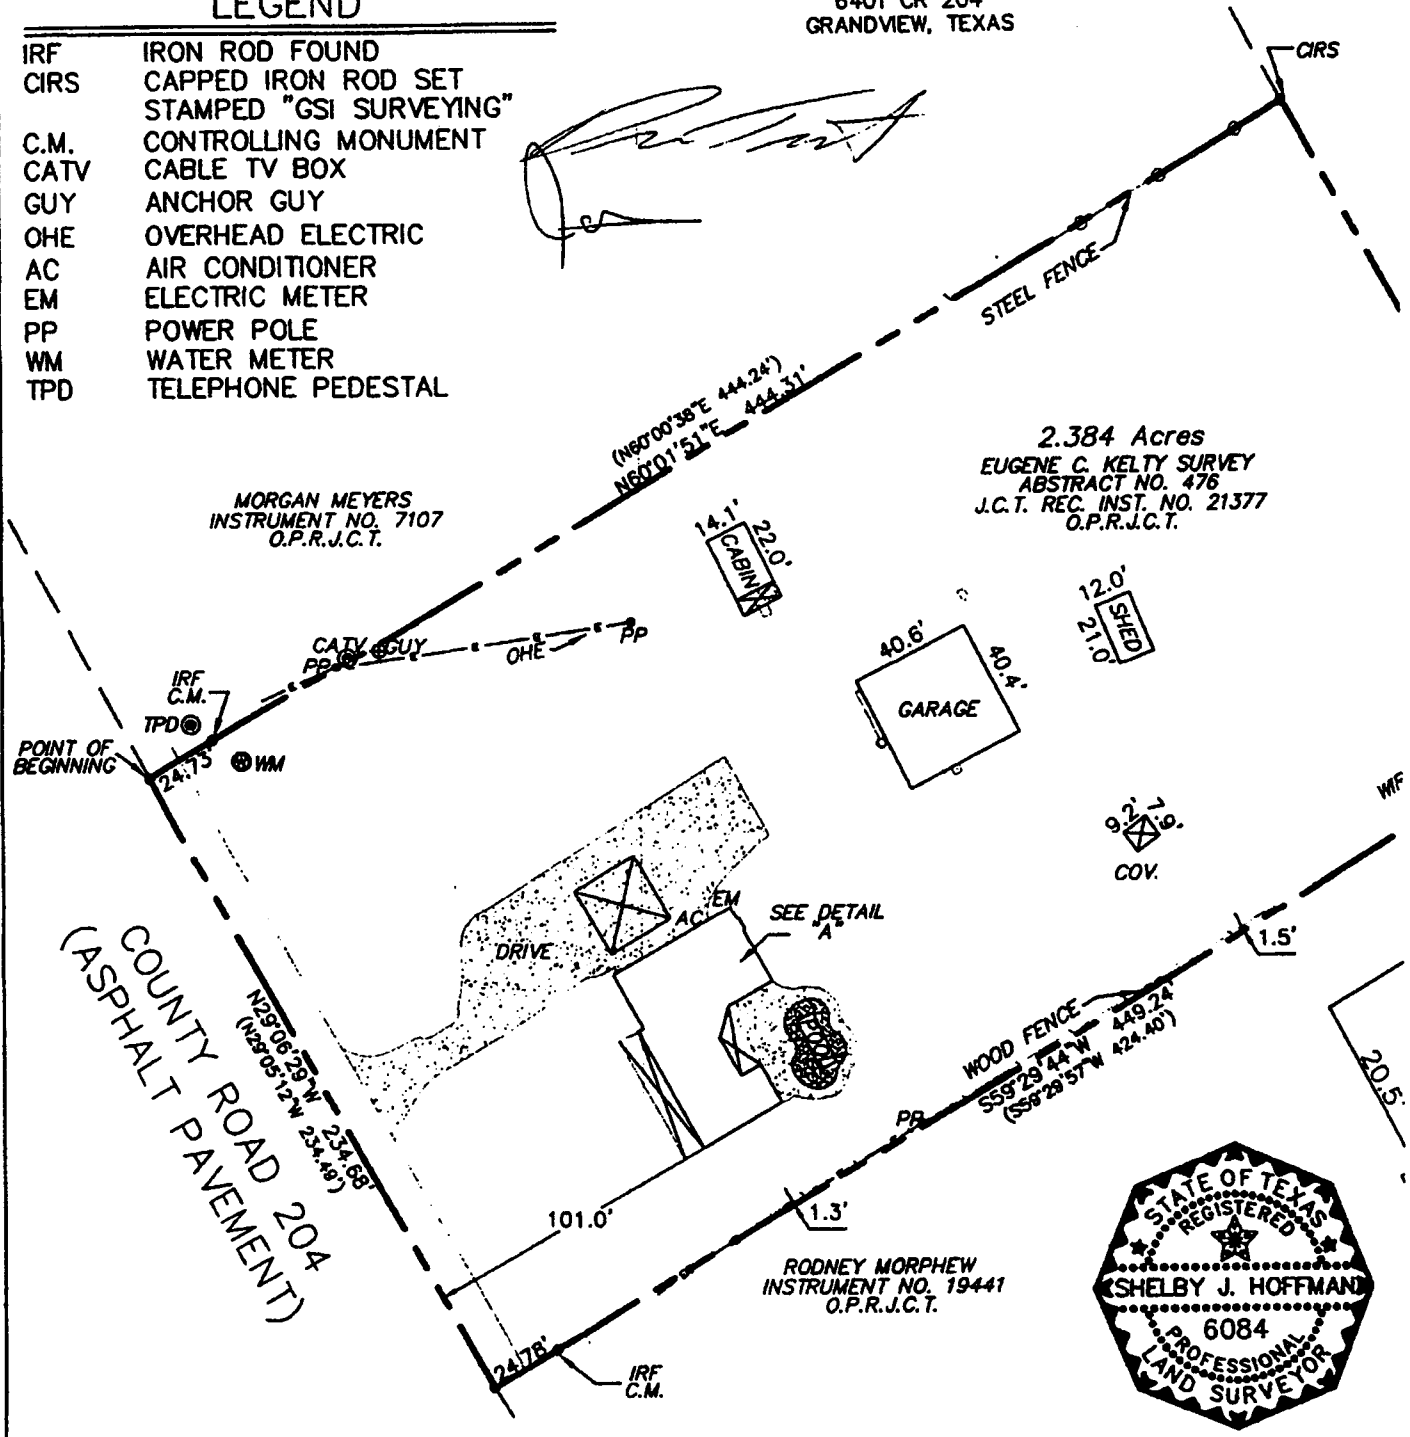 LEGEND
IRF IRON ROD FOUND
CIRS CAPPED IRON ROD SET
STAMPED "GSI SURVEYING"
C.M. CONTROLLING MONUMENT
CATV CABLE TV BOX
GUY ANCHOR GUY
OHE OVERHEAD ELECTRIC
AC AIR CONDITIONER
EM ELECTRIC METER
PP POWER POLE
WM WATER METER
TPD TELEPHONE PEDESTAL
6401 CR 204
GRANDVIEW, TEXAS
CIRS
STEEL FENCE
(N60°00'38"E 444.24')
N60°01'51"E 444.31'
2.384 Acres
EUGENE C. KELTY SURVEY
ABSTRACT NO. 476
J.C.T. REC. INST. NO. 21377
O.P.R.J.C.T.
MORGAN MEYERS
INSTRUMENT NO. 7107
O.P.R.J.C.T.
14.1'
22.0'
CABIN
12.0'
21.0'
SHED
CATV
GUY
PP
OHE
PP
40.6'
40.4'
GARAGE
IRF
C.M.
TPD
WM
POINT OF
BEGINNING
24.73'
9.2'
7.6'
COV.
WF
EM
AC
SEE DETAIL
"A"
DRIVE
1.5'
POOL
WOOD FENCE
S59°29'44"W 449.24'
(S59°29'57"W 424.40')
COUNTY ROAD 204
(ASPHALT PAVEMENT)
N29°06'29"W 234.68'
(N29°05'12"W 234.49')
20.5'
PP
101.0'
1.3'
RODNEY MORPHEW
INSTRUMENT NO. 19441
O.P.R.J.C.T.
24.78'
IRF
C.M.
STATE OF TEXAS
REGISTERED
SHELBY J. HOFFMAN
6084
PROFESSIONAL
LAND SURVEYOR